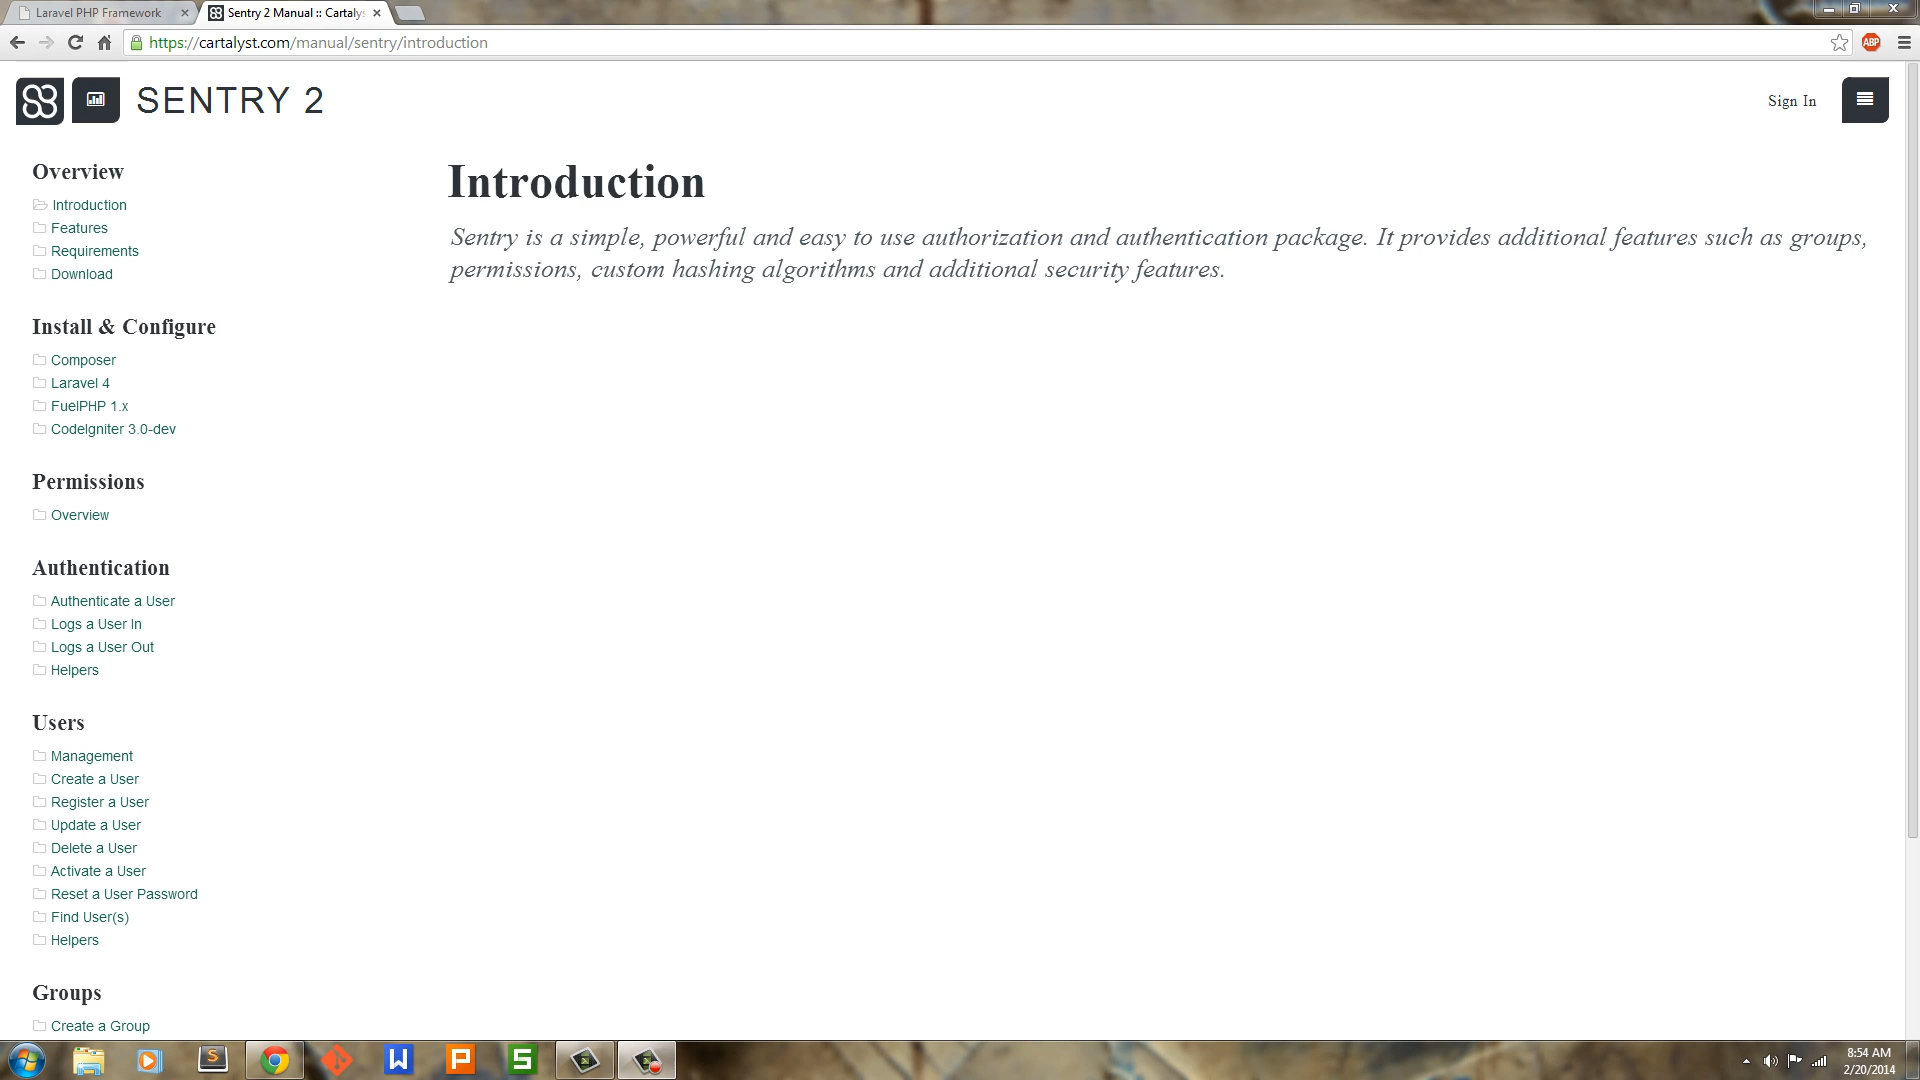 Laravel PHP Framework
Sentry 2 Manual :: Cartalys
https://cartalyst.com/manual/sentry/introduction
ABP
SENTRY 2
Sign In
Overview
Introduction
Features
Requirements
Download
Install & Configure
Composer
Laravel 4
FuelPHP 1.x
CodeIgniter 3.0-dev
Permissions
Overview
Authentication
Authenticate a User
Logs a User In
Logs a User Out
Helpers
Users
Management
Create a User
Register a User
Update a User
Delete a User
Activate a User
Reset a User Password
Find User(s)
Helpers
Groups
Create a Group
Introduction
Sentry is a simple, powerful and easy to use authorization and authentication package. It provides additional features such as groups,
permissions, custom hashing algorithms and additional security features.
S
W
P
S
8:54 AM
2/20/2014